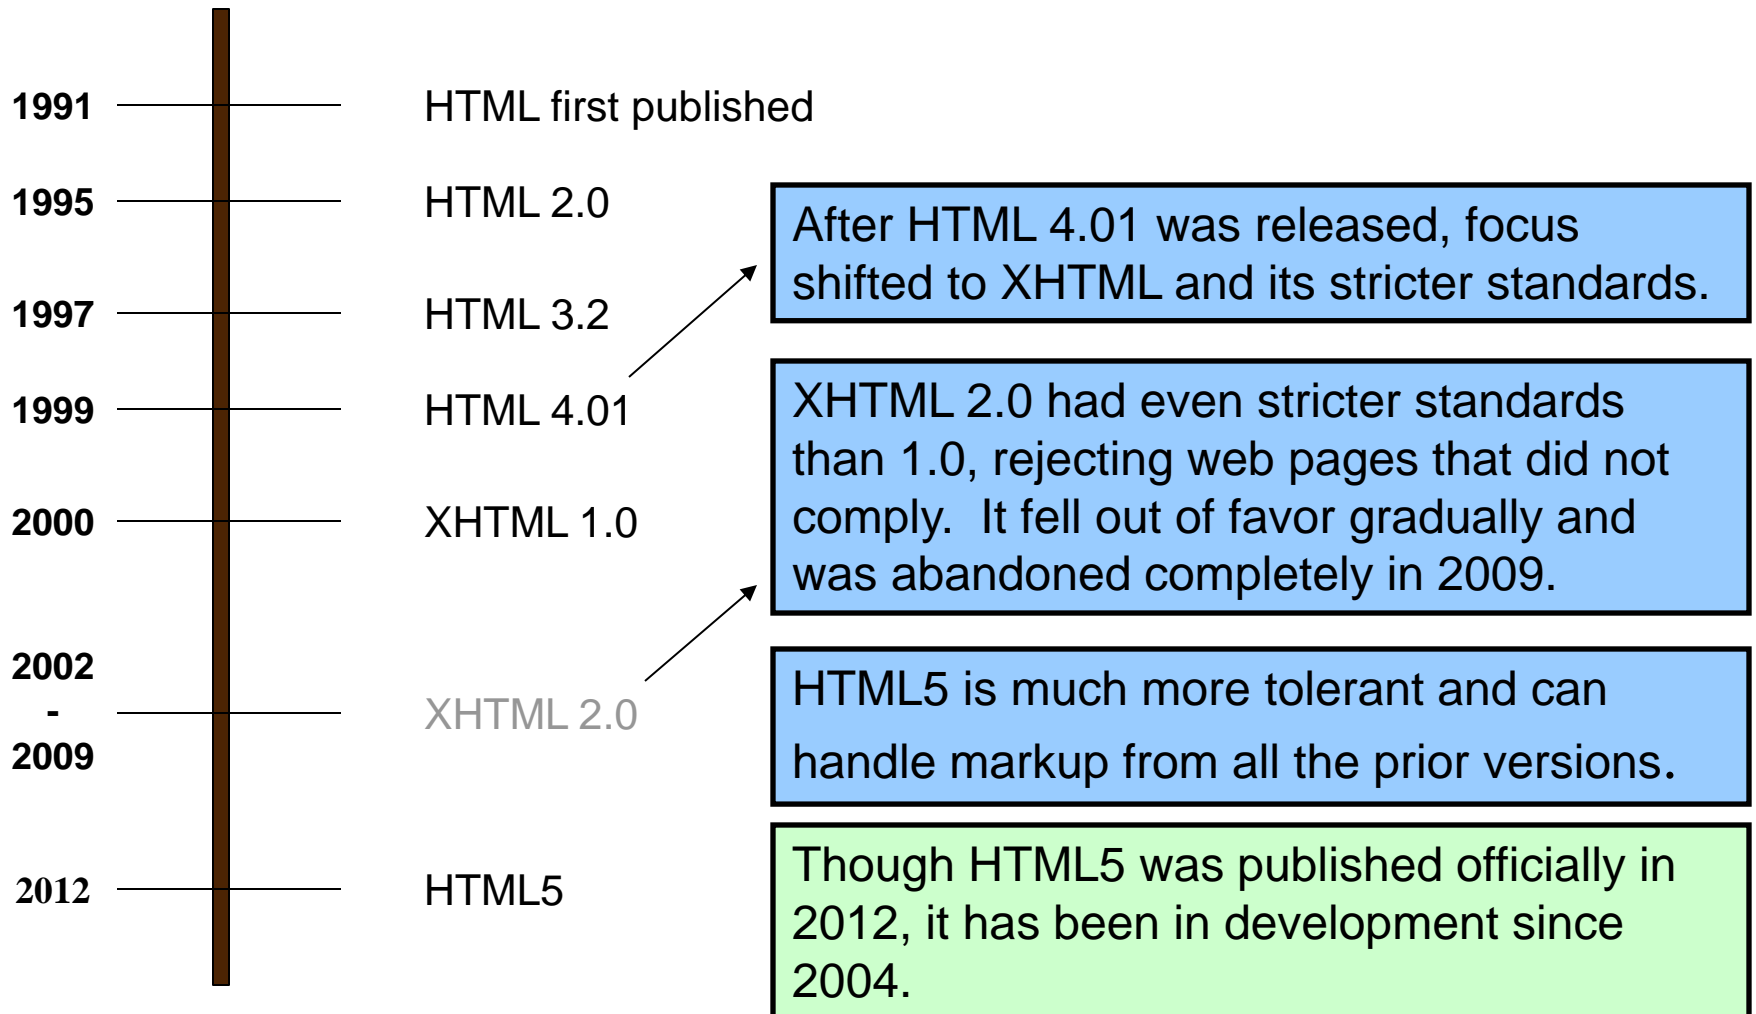 1991 HTML first published
1995 HTML 2.0
1997 HTML 3.2
1999 HTML 4.01
2000 XHTML 1.0
2002
-
2009
XHTML 2.0
2012 HTML5
After HTML 4.01 was released, focus
shifted to XHTML and its stricter standards.
XHTML 2.0 had even stricter standards
than 1.0, rejecting web pages that did not
comply.  It fell out of favor gradually and
was abandoned completely in 2009.
HTML5 is much more tolerant and can
handle markup from all the prior versions.
Though HTML5 was published officially in
2012, it has been in development since
2004.